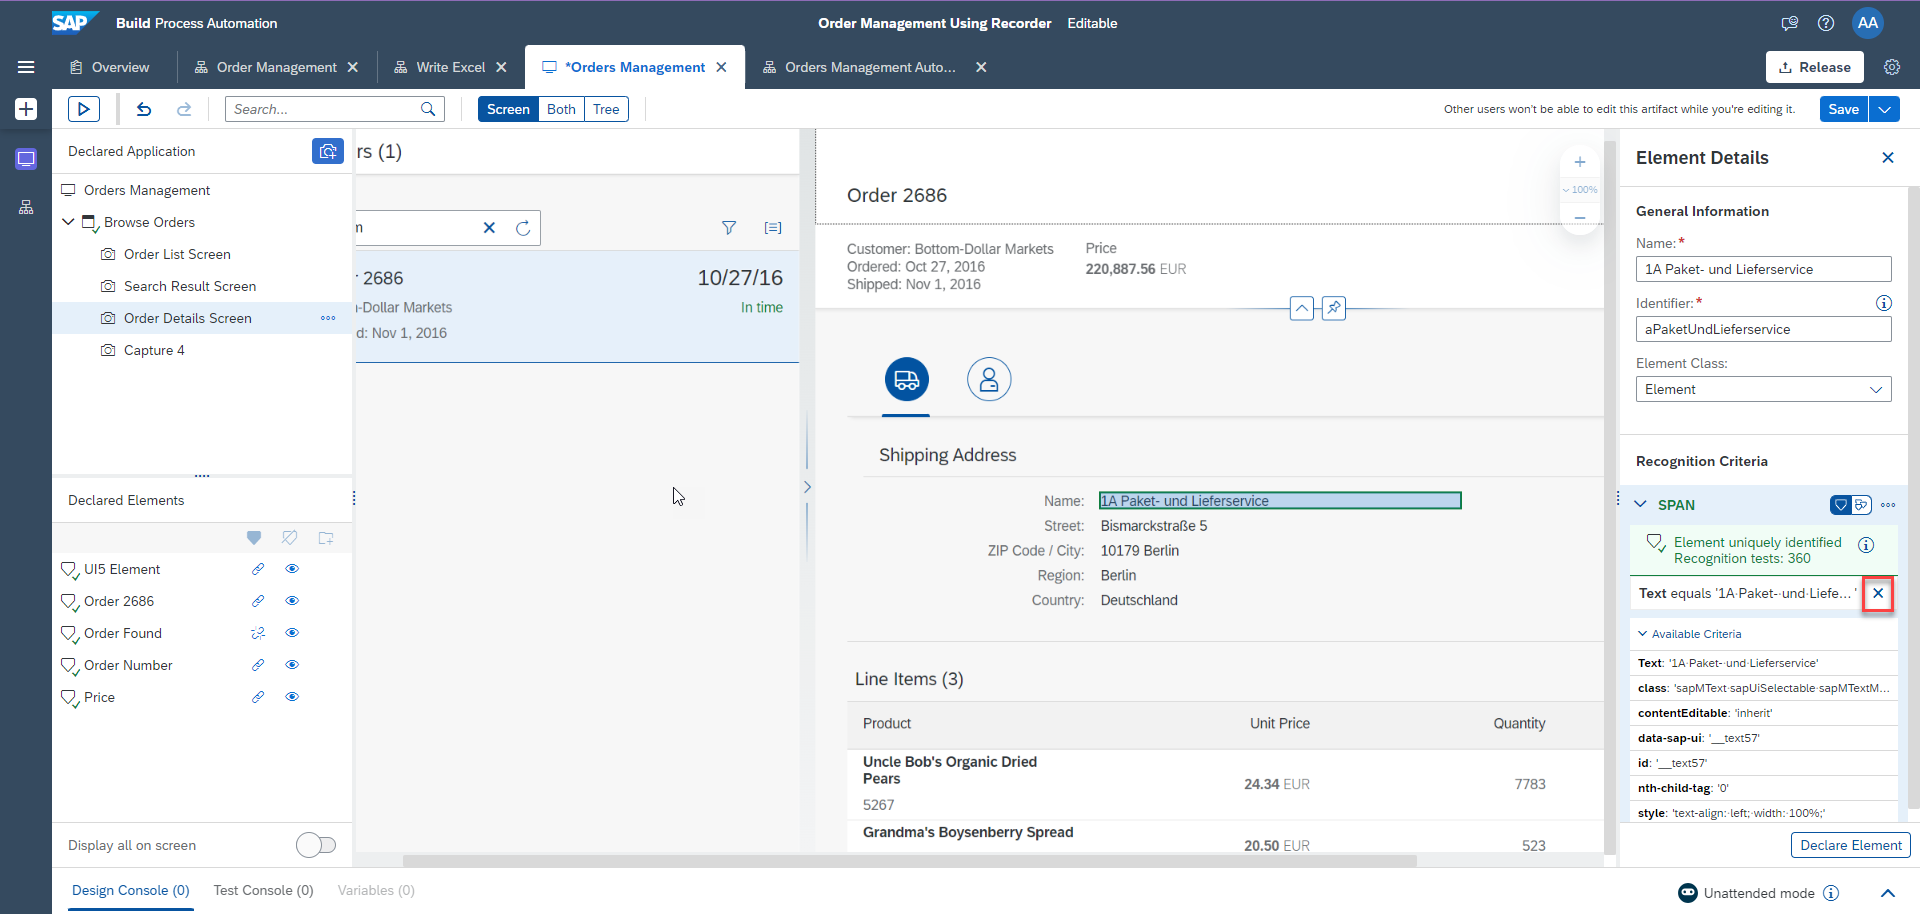 SAP Build Process Automation
Order Management Using Recorder Editable
AA
Overview
Order Management
Write Excel
*Orders Management
Orders Management Auto...
Release
Search...
Screen Both Tree
Other users won't be able to edit this artifact while you're editing it.
Save
Declared Application
Orders Management
Browse Orders
Order List Screen
Search Result Screen
Order Details Screen
Capture 4
Declared Elements
UI5 Element
Order 2686
Order Found
Order Number
Price
Display all on screen
rs (1)
2686
10/27/16
-Dollar Markets
In time
d: Nov 1, 2016
Order 2686
100%
Customer: Bottom-Dollar Markets
Ordered: Oct 27, 2016
Shipped: Nov 1, 2016
Price
220,887.56 EUR
Shipping Address
Name: 1A Paket- und Lieferservice
Street: Bismarckstraße 5
ZIP Code / City: 10179 Berlin
Region: Berlin
Country: Deutschland
Line Items (3)
Product Unit Price Quantity
Uncle Bob's Organic Dried
Pears
24.34 EUR
7783
5267
Grandma's Boysenberry Spread
20.50 EUR
523
Element Details
General Information
Name:*
1A Paket- und Lieferservice
Identifier:*
aPaketUndLieferservice
Element Class:
Element
Recognition Criteria
SPAN
Element uniquely identified
Recognition tests: 360
Text equals '1A·Paket-·und·Liefe... '
Available Criteria
Text: '1A·Paket-·und·Lieferservice'
class: 'sapMText·sapUiSelectable·sapMTextM...
contentEditable: 'inherit'
data-sap-ui: '__text57'
id: '__text57'
nth-child-tag: '0'
style: 'text-align:·left;·width:·100%;'
Declare Element
Design Console (0) Test Console (0) Variables (0)
Unattended mode